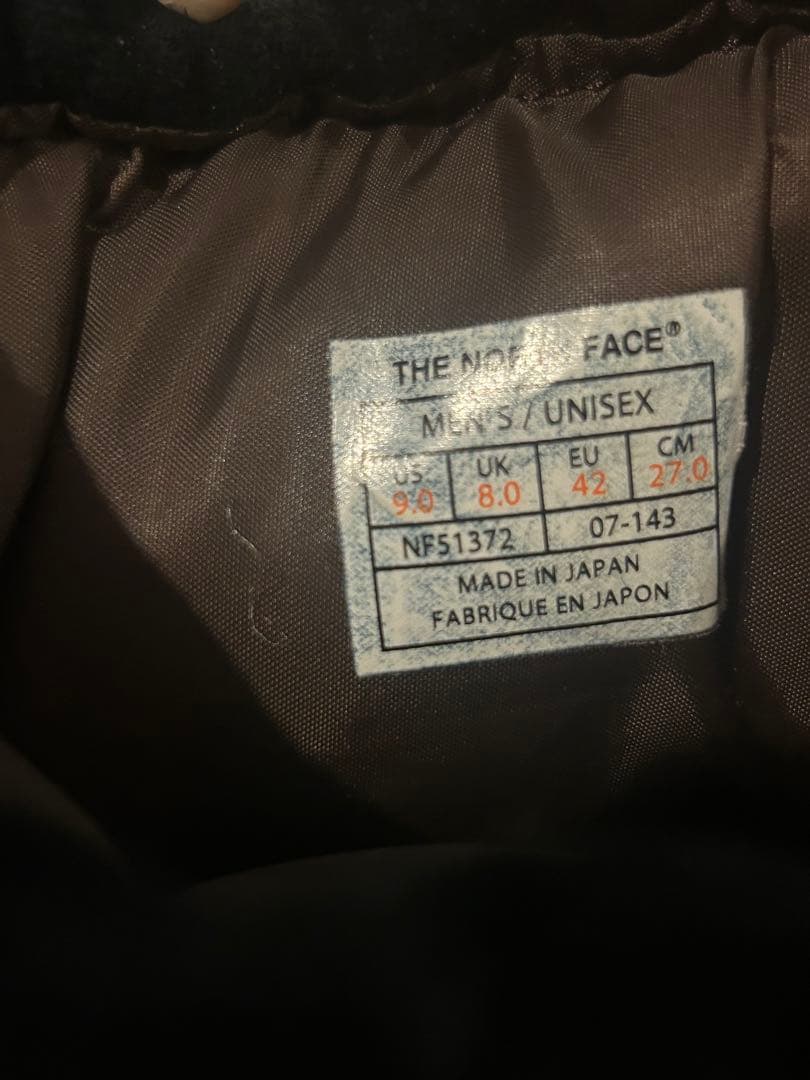 THE NORTH FACE®
MEN'S / UNISEX
US UK EU CM
9.0 8.0 42 27.0
NF51372 07-143
MADE IN JAPAN
FABRIQUE EN JAPON